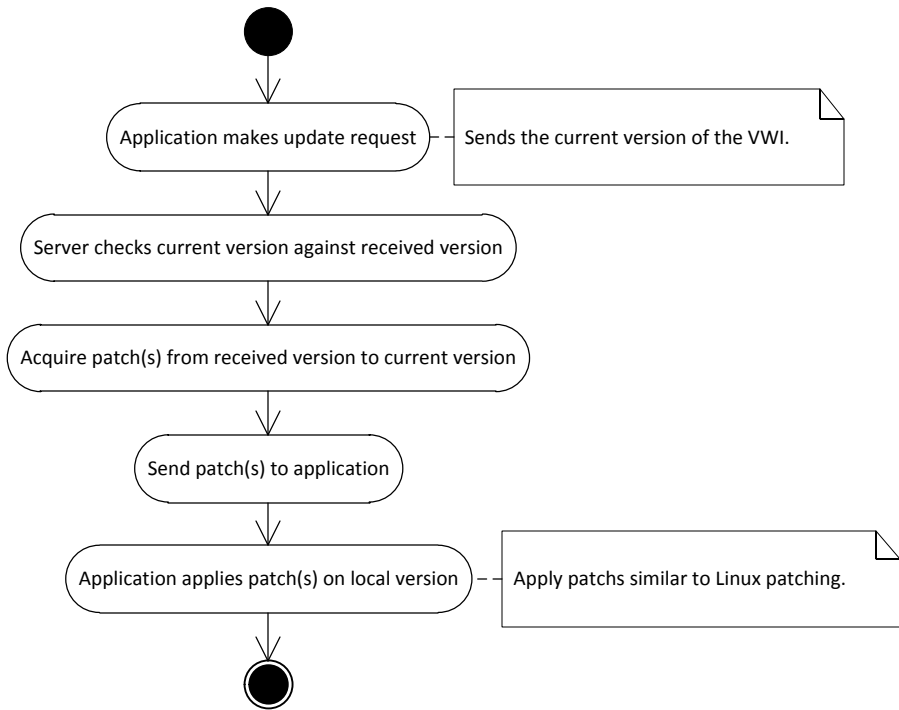 Application makes update request
Sends the current version of the VWI.
Server checks current version against received version
Acquire patch(s) from received version to current version
Send patch(s) to application
Application applies patch(s) on local version
Apply patchs similar to Linux patching.